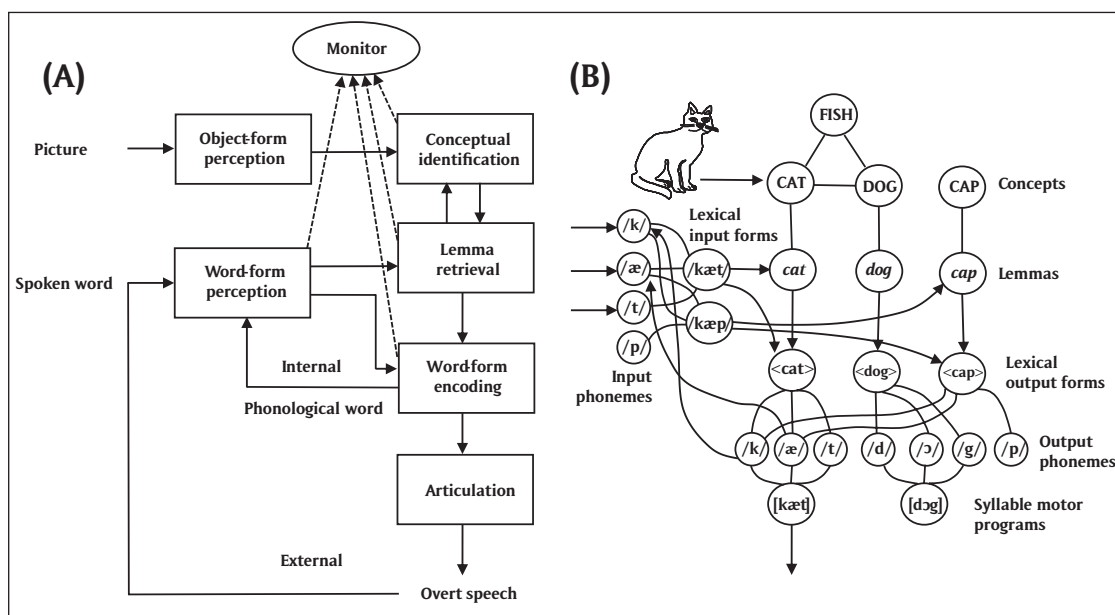 (A)
Monitor
Picture
Object-form
perception
Conceptual
identification
Spoken word
Word-form
perception
Lemma
retrieval
Internal
Phonological word
Word-form
encoding
Articulation
External
Overt speech
(B)
FISH
CAT
DOG
CAP
Concepts
Lexical
input forms
/k/
/æ/
/t/
/p/
/kæt/
/kæp/
cat
dog
cap
Lemmas
Input
phonemes
<cat>
<dog>
<cap>
Lexical
output forms
/k/
/æ/
/t/
/d/
/ɔ/
/g/
/p/
Output
phonemes
[kæt]
[dɔg]
Syllable motor
programs